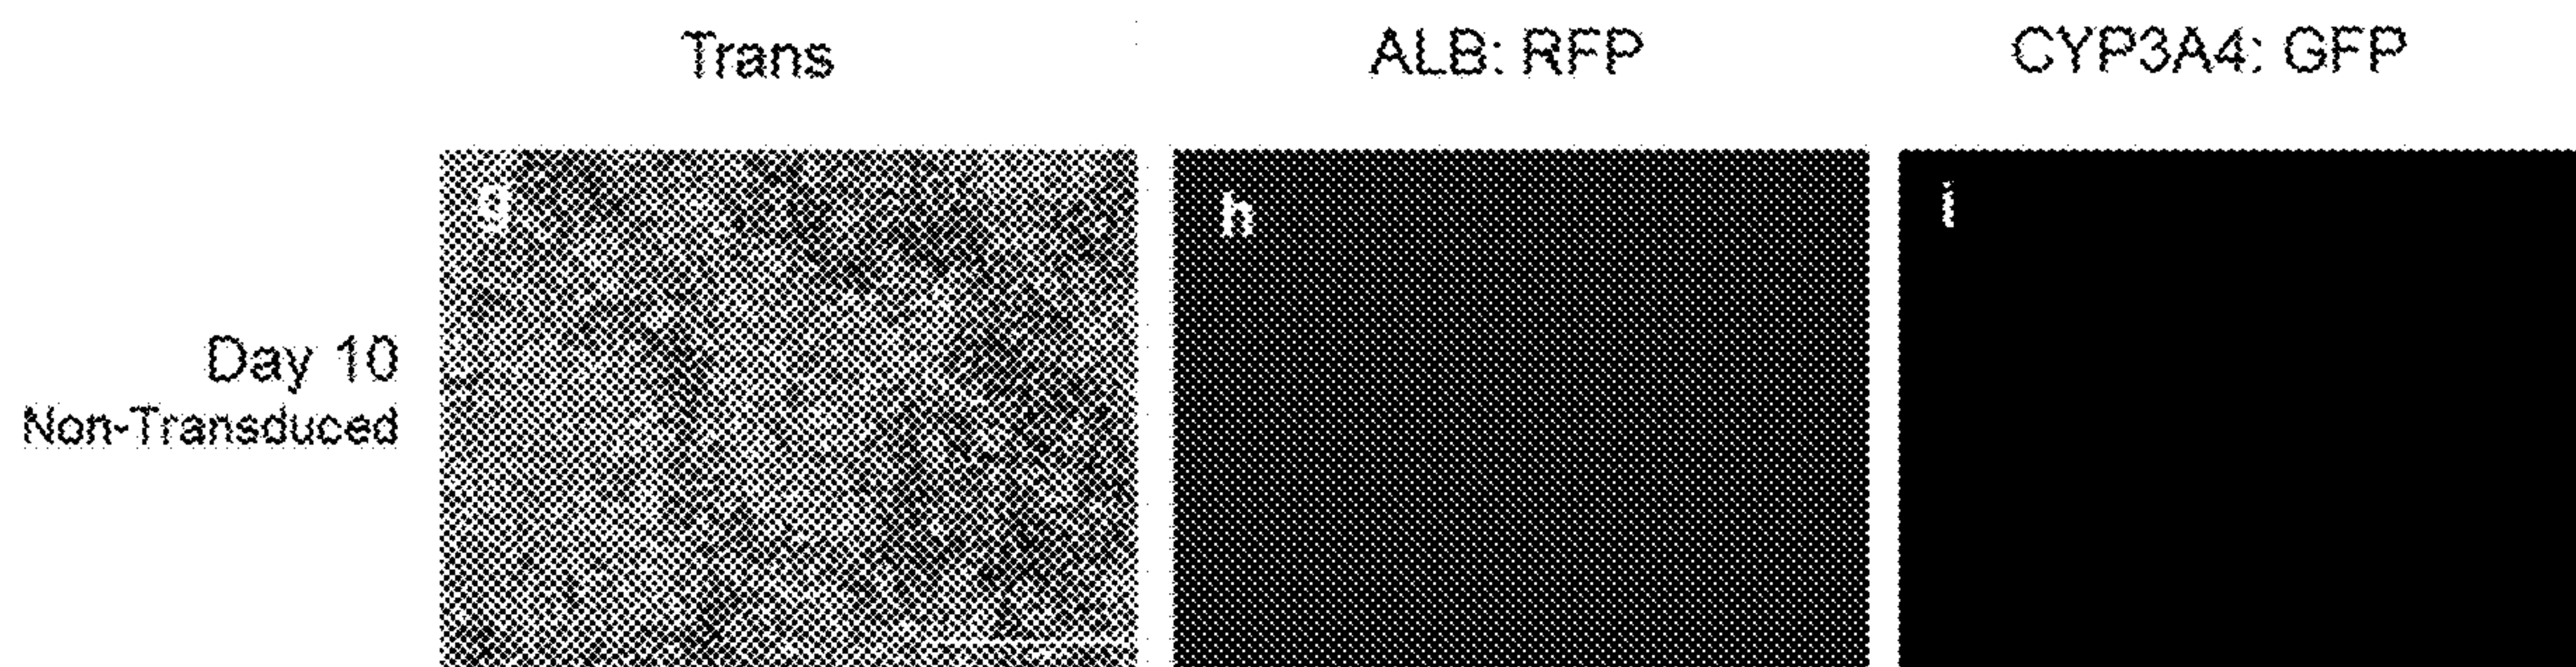 Trans ALB: RFP CYP3A4: GFP
g h i
Day 10
Non-Transduced